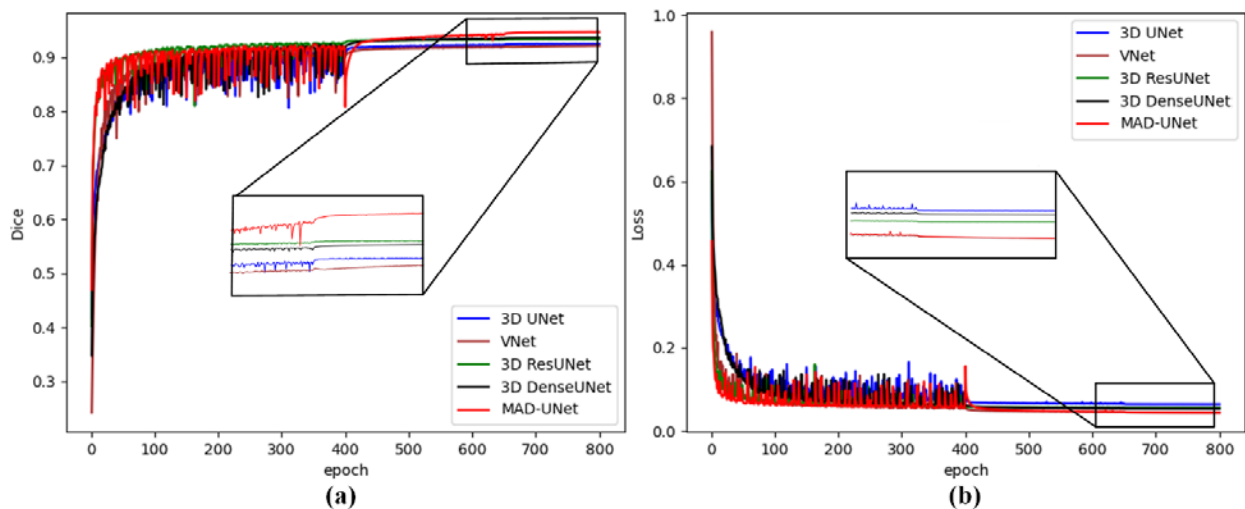 0.9
0.8
0.7
0.6
0.5
0.4
0.3
Dice
0 100 200 300 400 500 600 700 800
epoch
3D UNet
VNet
3D ResUNet
3D DenseUNet
MAD-UNet
(a)
1.0
0.8
0.6
0.4
0.2
0.0
Loss
0 100 200 300 400 500 600 700 800
epoch
3D UNet
VNet
3D ResUNet
3D DenseUNet
MAD-UNet
(b)